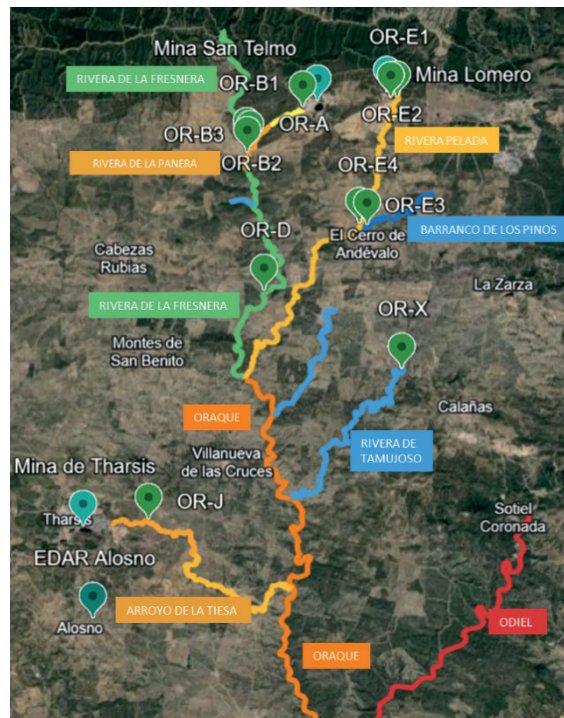 OR-E1
Mina San Telmo
RIVERA DE LA FRESNERA
OR-B1
Mina Lomero
OR-E2
OR-A
OR-B3
RIVERA PELADA
RIVERA DE LA PANERA
OR-B2
OR-E4
OR-E3
OR-D
BARRANCO DE LOS PINOS
El Cerro de
Andévalo
Cabezas
Rubias
La Zarza
RIVERA DE LA FRESNERA
OR-X
Montes de
San Benito
Calañas
ORAQUE
Villanueva
de las Cruces
RIVERA DE
TAMUJOSO
Mina de Tharsis
OR-J
Tharsis
Sotiel
Coronada
EDAR Alosno
ARROYO DE LA TIESA
Alosno
ODIEL
ORAQUE